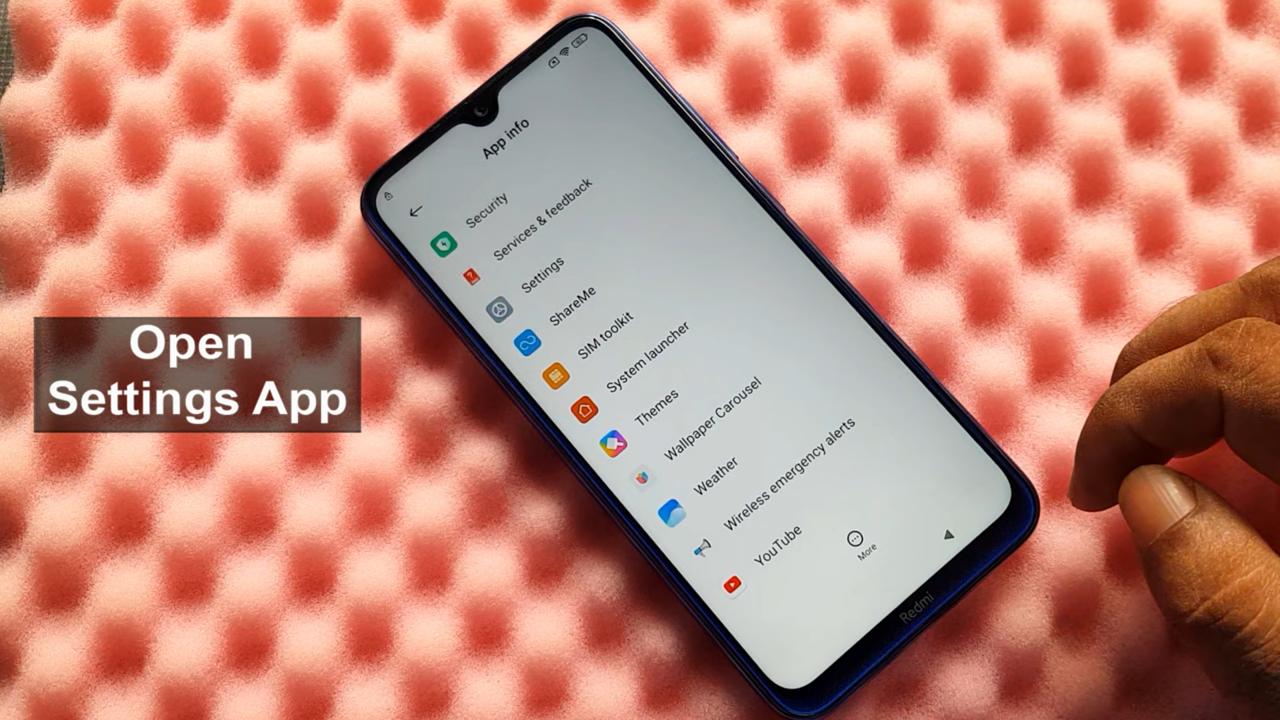 App info
Security
Services & feedback
Settings
ShareMe
SIM toolkit
System launcher
Themes
Wallpaper Carousel
Weather
Wireless emergency alerts
YouTube
More
Redmi
Open
Settings App